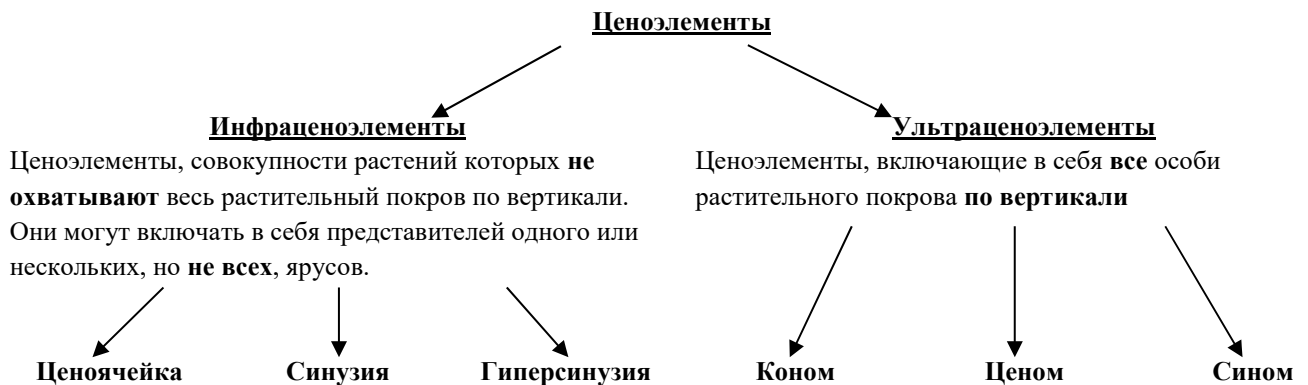 Ценоэлементы
Инфраценоэлементы
Ценоэлементы, совокупности растений которых не
охватывают весь растительный покров по вертикали.
Они могут включать в себя представителей одного или
нескольких, но не всех, ярусов.
Ультраценоэлементы
Ценоэлементы, включающие в себя все особи
растительного покрова по вертикали
Ценоячейка
Синузия
Гиперсинузия
Коном
Ценом
Сином